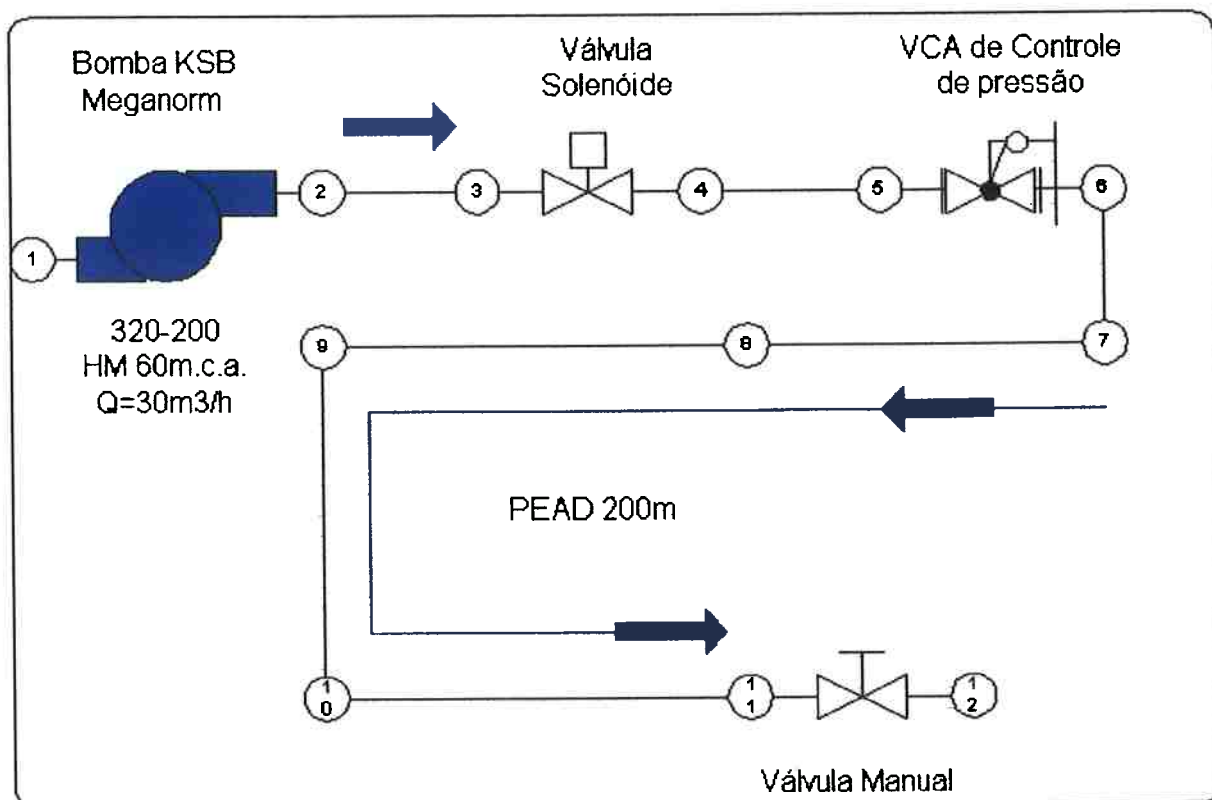 Bomba KSB
Meganorm
Válvula
Solenóide
VCA de Controle
de pressão
1
2
3
4
5
6
320-200
HM 60m.c.a.
Q=30m3/h
9
8
7
PEAD 200m
10
11
12
Válvula Manual